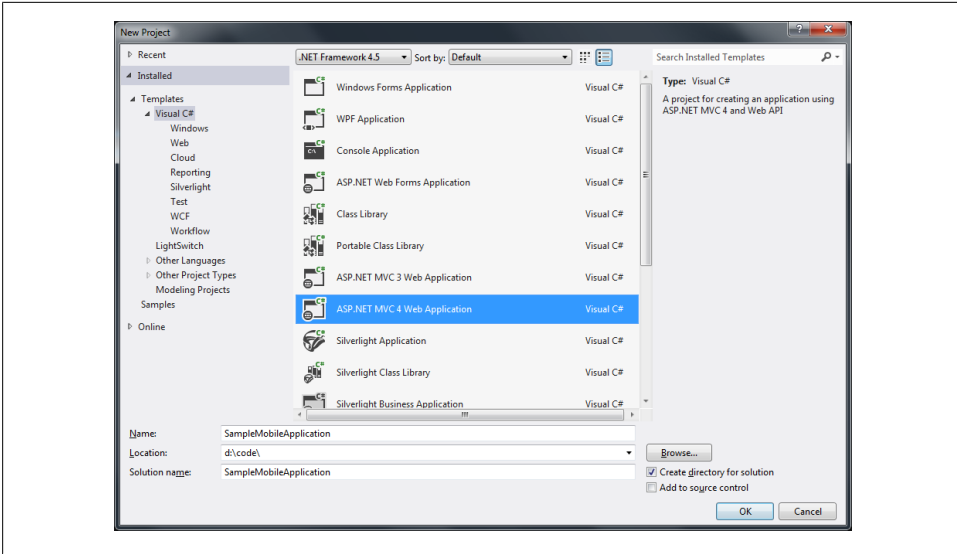 New Project
Recent
.NET Framework 4.5
Sort by: Default
Search Installed Templates
Installed
Templates
Visual C#
Windows
Web
Cloud
Reporting
Silverlight
Test
WCF
Workflow
LightSwitch
Other Languages
Other Project Types
Modeling Projects
Samples
Online
Windows Forms Application Visual C#
WPF Application Visual C#
Console Application Visual C#
ASP.NET Web Forms Application Visual C#
Class Library Visual C#
Portable Class Library Visual C#
ASP.NET MVC 3 Web Application Visual C#
ASP.NET MVC 4 Web Application Visual C#
Silverlight Application Visual C#
Silverlight Class Library Visual C#
Silverlight Business Application Visual C#
Type: Visual C#
A project for creating an application using
ASP.NET MVC 4 and Web API
Name: SampleMobileApplication
Location: d:\code\
Browse...
Solution name: SampleMobileApplication
Create directory for solution
Add to source control
OK
Cancel